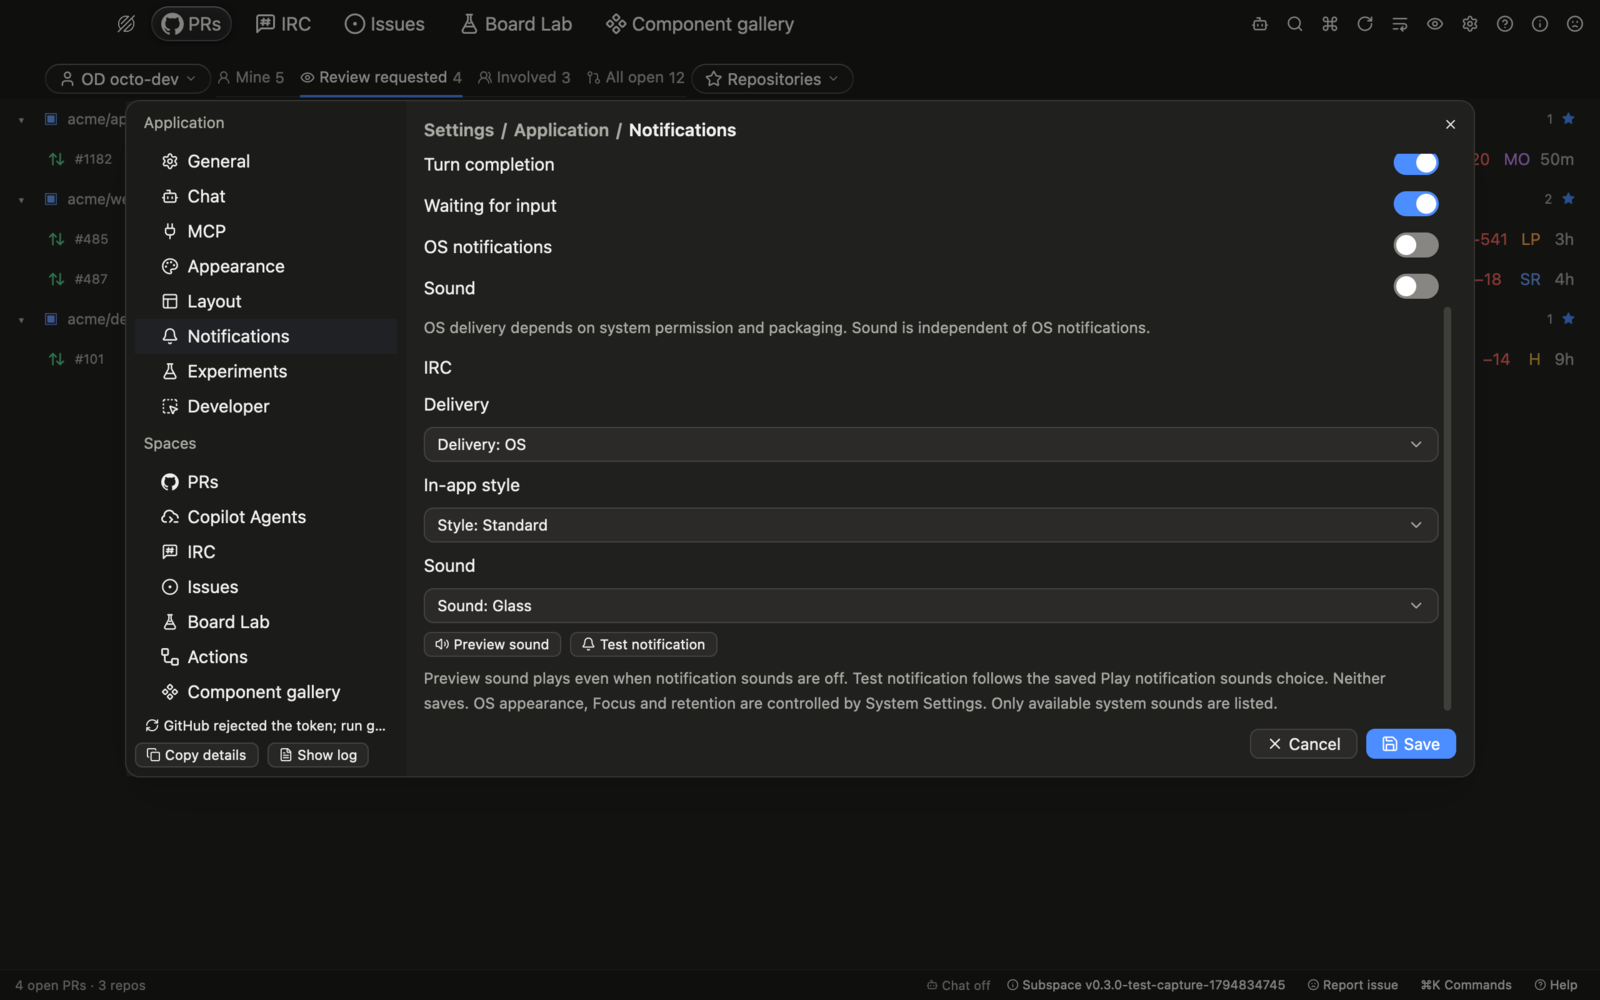 PRs
IRC
Issues
Board Lab
Component gallery
OD octo-dev
Mine 5
Review requested 4
Involved 3
All open 12
Repositories
acme/ap
1
#1182
20 MO 50m
acme/we
2
#485
-541 LP 3h
#487
−18 SR 4h
acme/de
1
#101
−14 H 9h
Application
General
Chat
MCP
Appearance
Layout
Notifications
Experiments
Developer
Spaces
PRs
Copilot Agents
IRC
Issues
Board Lab
Actions
Component gallery
GitHub rejected the token; run g...
Copy details
Show log
Settings / Application / Notifications
Turn completion
Waiting for input
OS notifications
Sound
OS delivery depends on system permission and packaging. Sound is independent of OS notifications.
IRC
Delivery
Delivery: OS
In-app style
Style: Standard
Sound
Sound: Glass
Preview sound
Test notification
Preview sound plays even when notification sounds are off. Test notification follows the saved Play notification sounds choice. Neither
saves. OS appearance, Focus and retention are controlled by System Settings. Only available system sounds are listed.
Cancel
Save
4 open PRs · 3 repos
Chat off
Subspace v0.3.0-test-capture-1794834745
Report issue
⌘K Commands
Help